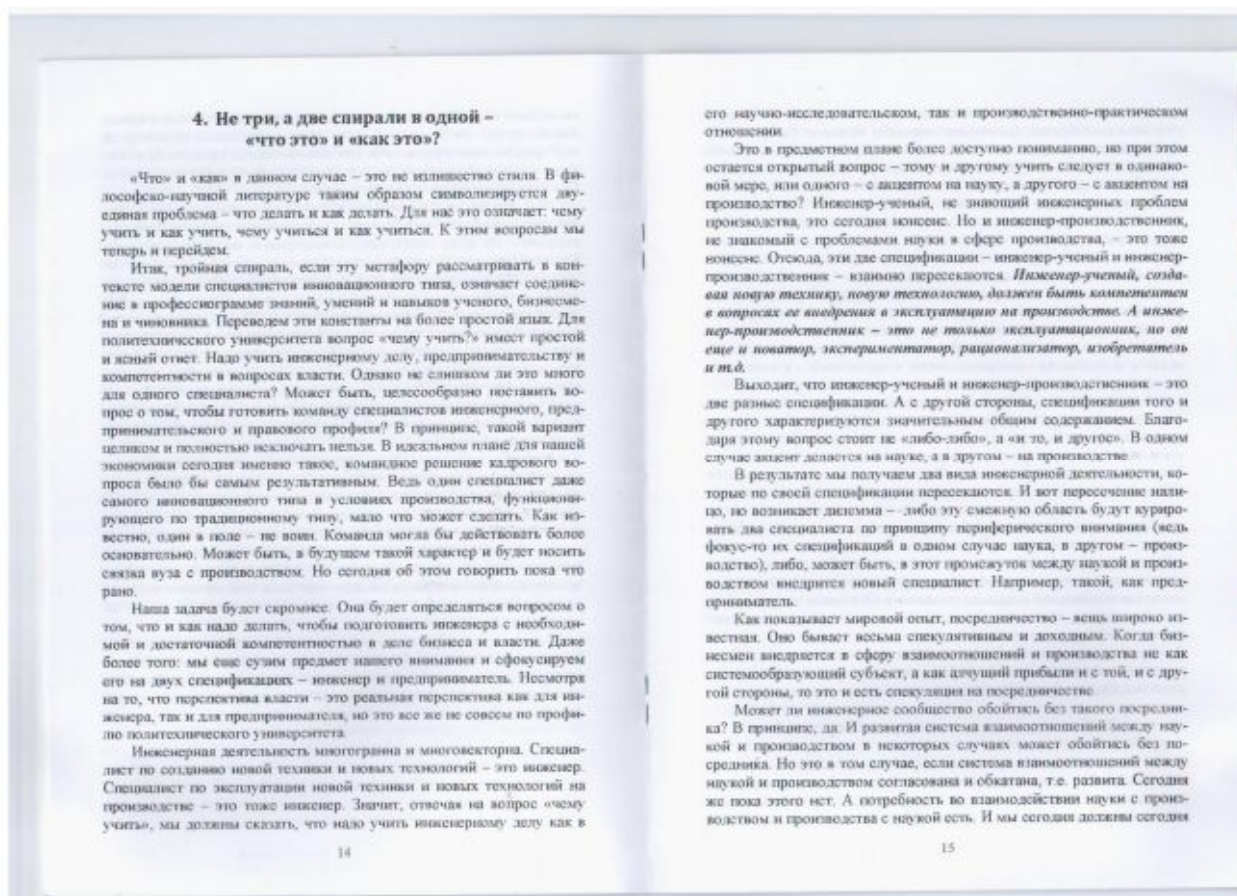 4. Не три, а две спирали в одной –
«что это» и «как это»?
«Что» и «как» в данном случае – это не излишество стиля. В фи-
лософско-научной литературе таким образом символизируется дву-
единая проблема – что делать и как делать. Для нас это означает: чему
учить и как учить, чему учиться и как учиться. К этим вопросам мы
теперь и перейдем.
Итак, тройная спираль, если эту метафору рассматривать в кон-
тексте модели специалистов инновационного типа, означает соедине-
ние в профессиограмме знаний, умений и навыков ученого, бизнесме-
на и чиновника. Переведем эти константы на более простой язык. Для
политехнического университета вопрос «чему учить?» имеет простой
и ясный ответ. Надо учить инженерному делу, предпринимательству и
компетентности в вопросах власти. Однако не слишком ли это много
для одного специалиста? Может быть, целесообразно поставить во-
прос о том, чтобы готовить команду специалистов инженерного, пред-
принимательского и правового профиля? В принципе, такой вариант
целиком и полностью исключать нельзя. В идеальном плане для нашей
экономики сегодня именно такое, командное решение кадрового во-
проса было бы самым результативным. Ведь один специалист даже
самого инновационного типа в условиях производства, функциони-
рующего по традиционному типу, мало что может сделать. Как из-
вестно, один в поле – не воин. Команда могла бы действовать более
основательно. Может быть, в будущем такой характер и будет носить
связка вуза с производством. Но сегодня об этом говорить пока что
рано.
Наша задача будет скромнее. Она будет определяться вопросом о
том, что и как надо делать, чтобы подготовить инженера с необходи-
мой и достаточной компетентностью в деле бизнеса и власти. Даже
более того: мы еще сузим предмет нашего внимания и сфокусируем
его на двух спецификациях – инженер и предприниматель. Несмотря
на то, что перспектива власти – это реальная перспектива как для ин-
женера, так и для предпринимателя, но это все же не совсем по профи-
лю политехнического университета.
Инженерная деятельность многогранна и многовекторна. Специа-
лист по созданию новой техники и новых технологий – это инженер.
Специалист по эксплуатации новой техники и новых технологий на
производстве – это тоже инженер. Значит, отвечая на вопрос «чему
учить», мы должны сказать, что надо учить инженерному делу как в
14
его научно-исследовательском, так и производственно-практическом
отношении.
Это в предметном плане более доступно пониманию, но при этом
остается открытый вопрос – тому и другому учить следует в одинако-
вой мере, или одного – с акцентом на науку, а другого – с акцентом на
производство? Инженер-ученый, не знающий инженерных проблем
производства, это сегодня нонсенс. Но и инженер-производственник,
не знакомый с проблемами науки в сфере производства, – это тоже
нонсенс. Отсюда, эти две спецификации – инженер-ученый и инженер-
производственник – взаимно пересекаются. Инженер-ученый, созда-
вая новую технику, новую технологию, должен быть компетентен
в вопросах ее внедрения в эксплуатацию на производстве. А инже-
нер-производственник – это не только эксплуатационник, но он
еще и новатор, экспериментатор, рационализатор, изобретатель
и т.д.
Выходит, что инженер-ученый и инженер-производственник – это
две разные спецификации. А с другой стороны, спецификации того и
другого характеризуются значительным общим содержанием. Благо-
даря этому вопрос стоит не «либо-либо», а «и то, и другое». В одном
случае акцент делается на науке, а в другом – на производстве.
В результате мы получаем два вида инженерной деятельности, ко-
торые по своей спецификации пересекаются. И вот пересечение нали-
цо, но возникает дилемма – либо эту смежную область будут куриро-
вать два специалиста по принципу периферического внимания (ведь
фокус-то их спецификаций в одном случае наука, в другом – произ-
водство), либо, может быть, в этот промежуток между наукой и произ-
водством внедрится новый специалист. Например, такой, как пред-
приниматель.
Как показывает мировой опыт, посредничество – вещь широко из-
вестная. Оно бывает весьма спекулятивным и доходным. Когда биз-
несмен внедряется в сферу взаимоотношений и производства не как
системообразующий субъект, а как алчущий прибыли и с той, и с дру-
гой стороны, то это и есть спекуляция на посредничестве.
Может ли инженерное сообщество обойтись без такого посредни-
ка? В принципе, да. И развитая система взаимоотношений между нау-
кой и производством в некоторых случаях может обойтись без по-
средника. Но это в том случае, если система взаимоотношений между
наукой и производством согласована и обкатана, т.е. развита. Сегодня
же пока этого нет. А потребность во взаимодействии науки с произ-
водством и производства с наукой есть. И мы сегодня должны сегодня
15